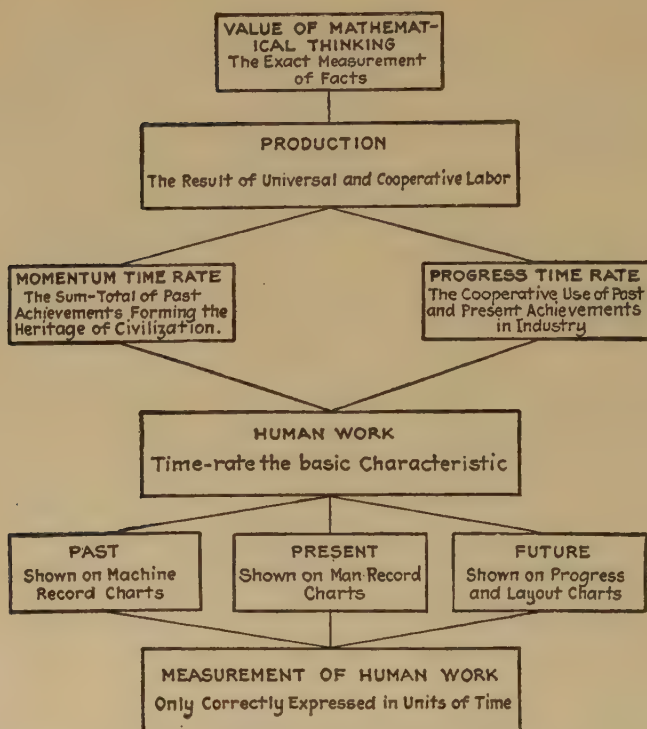 VALUE OF MATHEMAT-
ICAL THINKING
The Exact Measurement
of Facts
PRODUCTION
The Result of Universal and Cooperative Labor
MOMENTUM TIME RATE
The Sum-Total of Past
Achievements Forming the
Heritage of Civilization.
PROGRESS TIME RATE
The Cooperative Use of Past
and Present Achievements
in Industry
HUMAN WORK
Time-rate the basic Characteristic
PAST
Shown on Machine
Record Charts
PRESENT
Shown on Man-Record
Charts
FUTURE
Shown on Progress
and Layout Charts
MEASUREMENT OF HUMAN WORK
Only Correctly Expressed in Units of Time